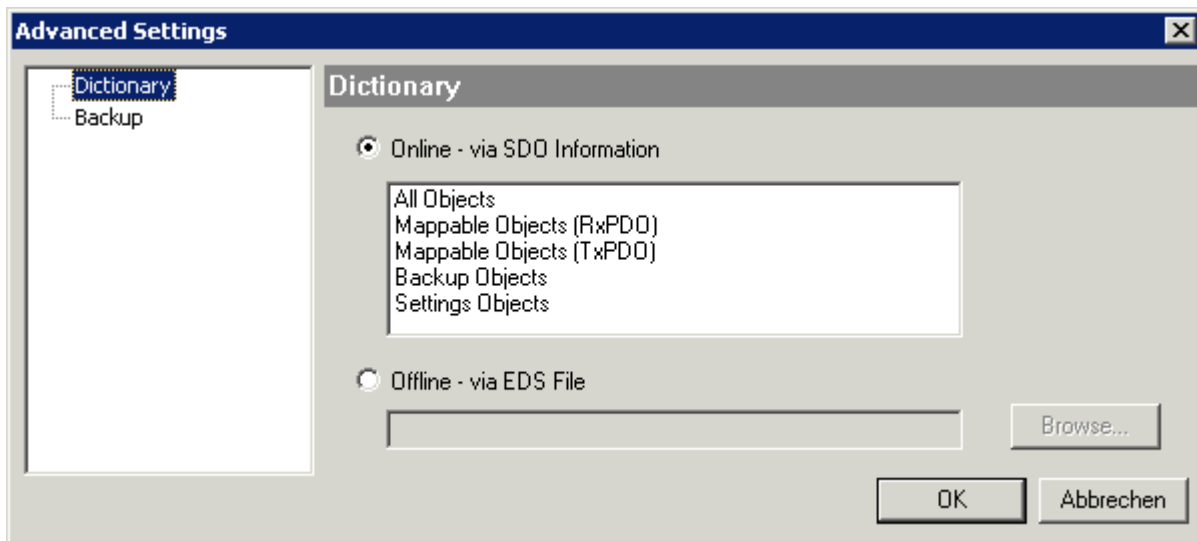 Advanced Settings
Dictionary
Backup
Dictionary
Online - via SDO Information
All Objects
Mappable Objects (RxPDO)
Mappable Objects (TxPDO)
Backup Objects
Settings Objects
Offline - via EDS File
Browse...
OK
Abbrechen